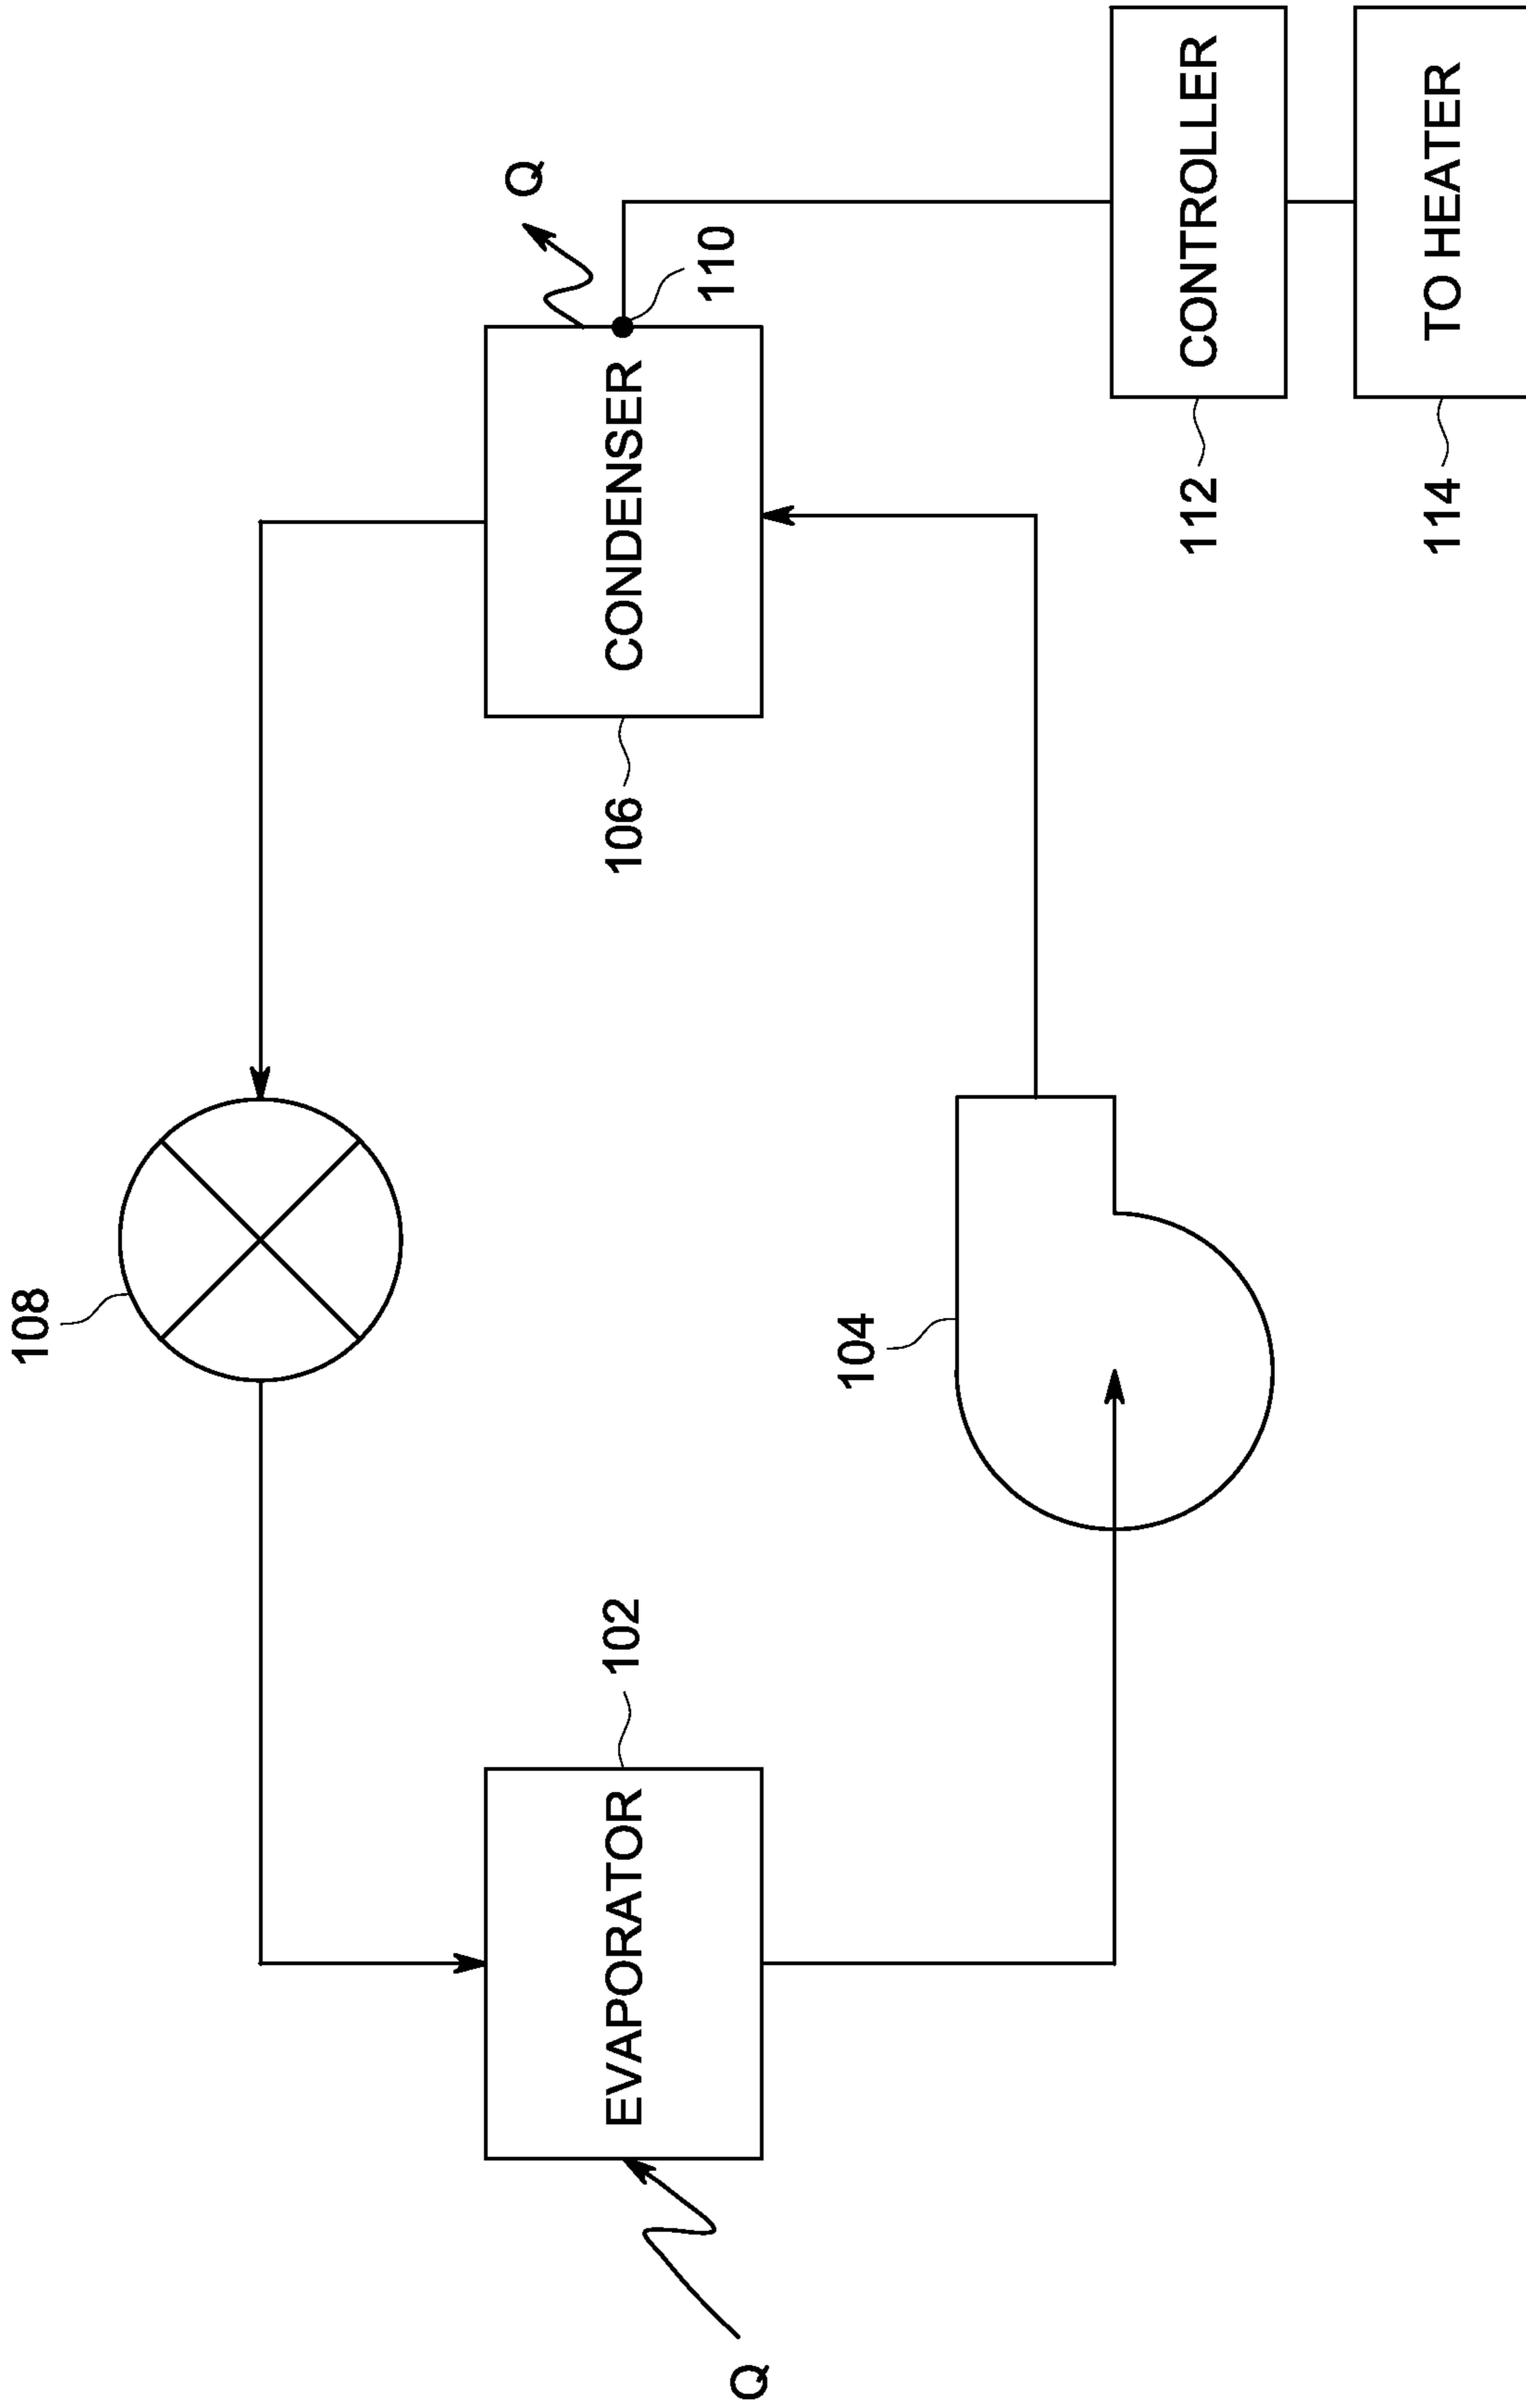 108
Q
EVAPORATOR
102
CONDENSER
106
Q
110
104
CONTROLLER
112
TO HEATER
114